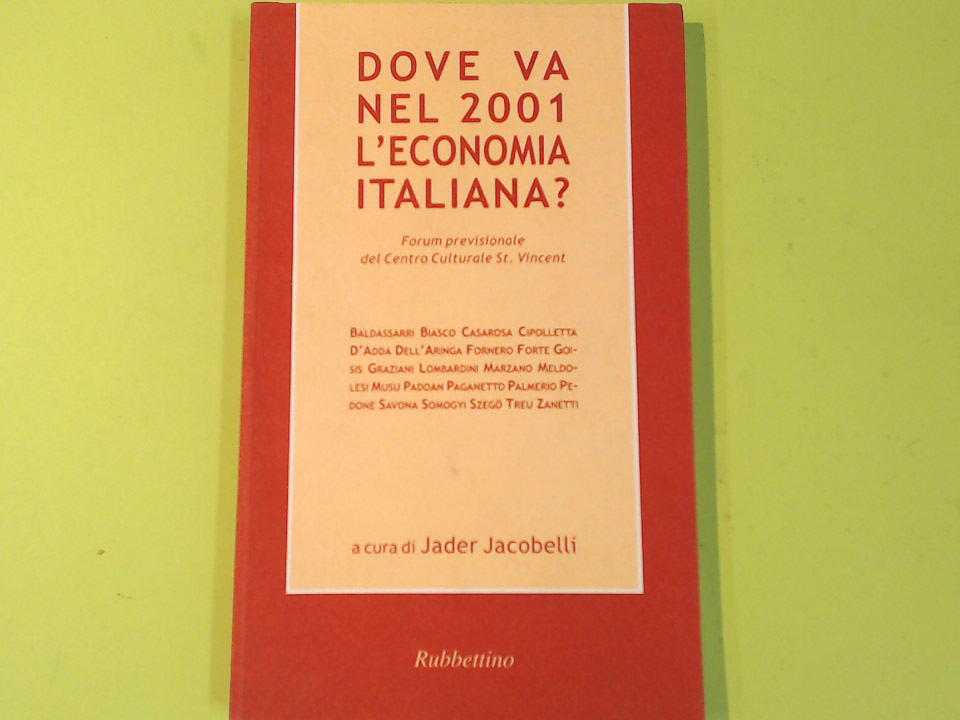 DOVE VA
NEL 2001
L'ECONOMIA
ITALIANA?
Forum previsionale
del Centro Culturale St. Vincent
BALDASSARRI BIASCO CASAROSA CIPOLLETTA
D'ADDA DELL'ARINGA FORNERO FORTE GOI-
SIS GRAZIANI LOMBARDINI MARZANO MELDO-
LESI MUSU PADOAN PAGANETTO PALMERIO PE-
DONE SAVONA SOMOGYI SZEGÖ TREU ZANETTI
a cura di Jader Jacobelli
Rubbettino